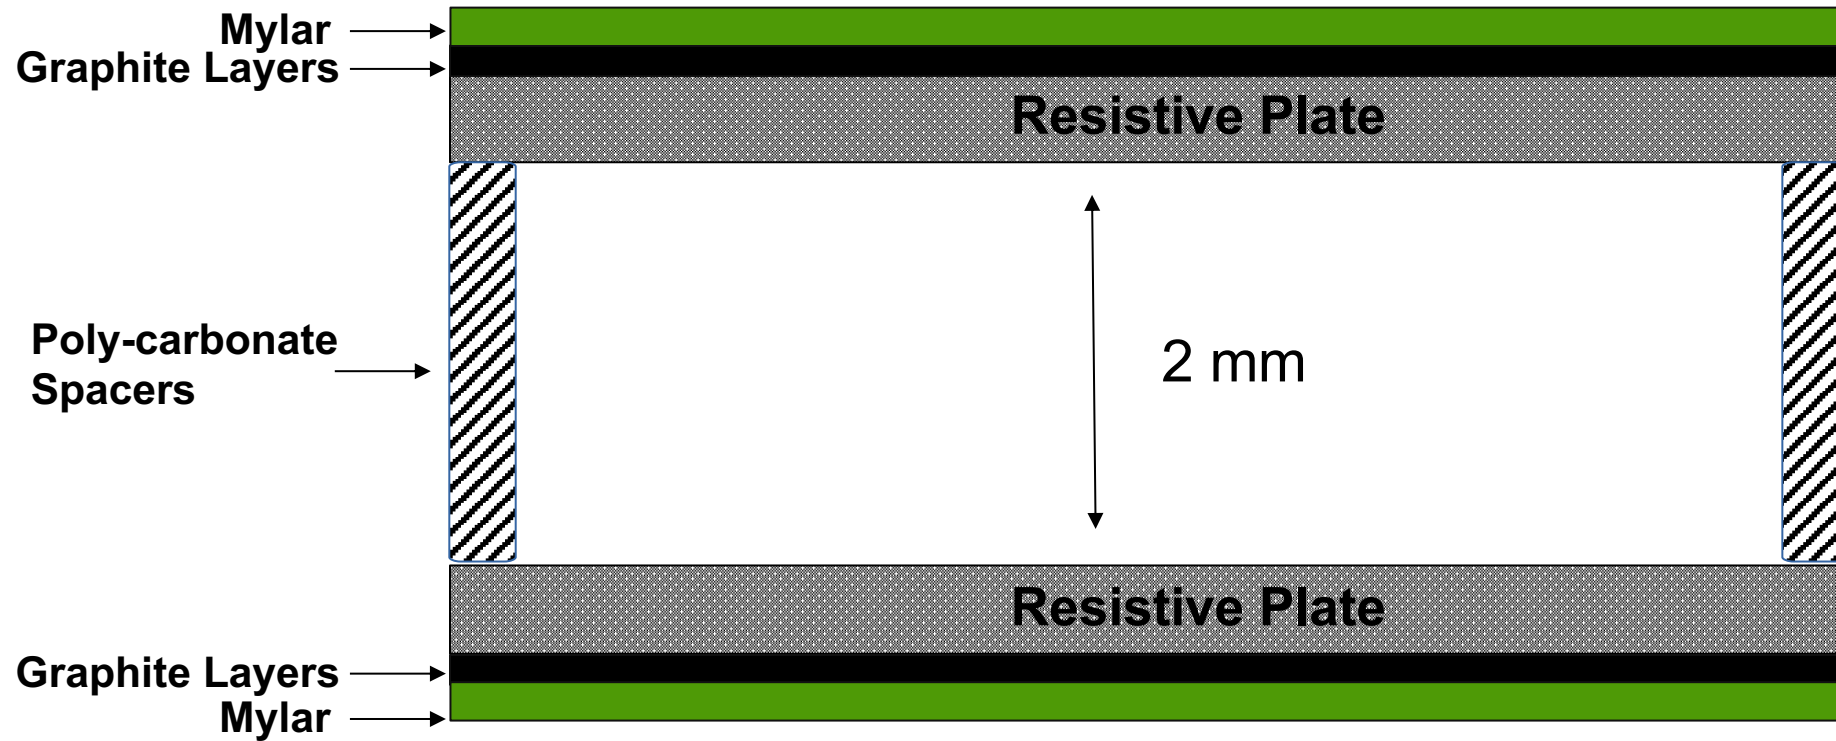 Mylar
Graphite Layers
Resistive Plate
Poly-carbonate
Spacers
2 mm
Resistive Plate
Graphite Layers
Mylar